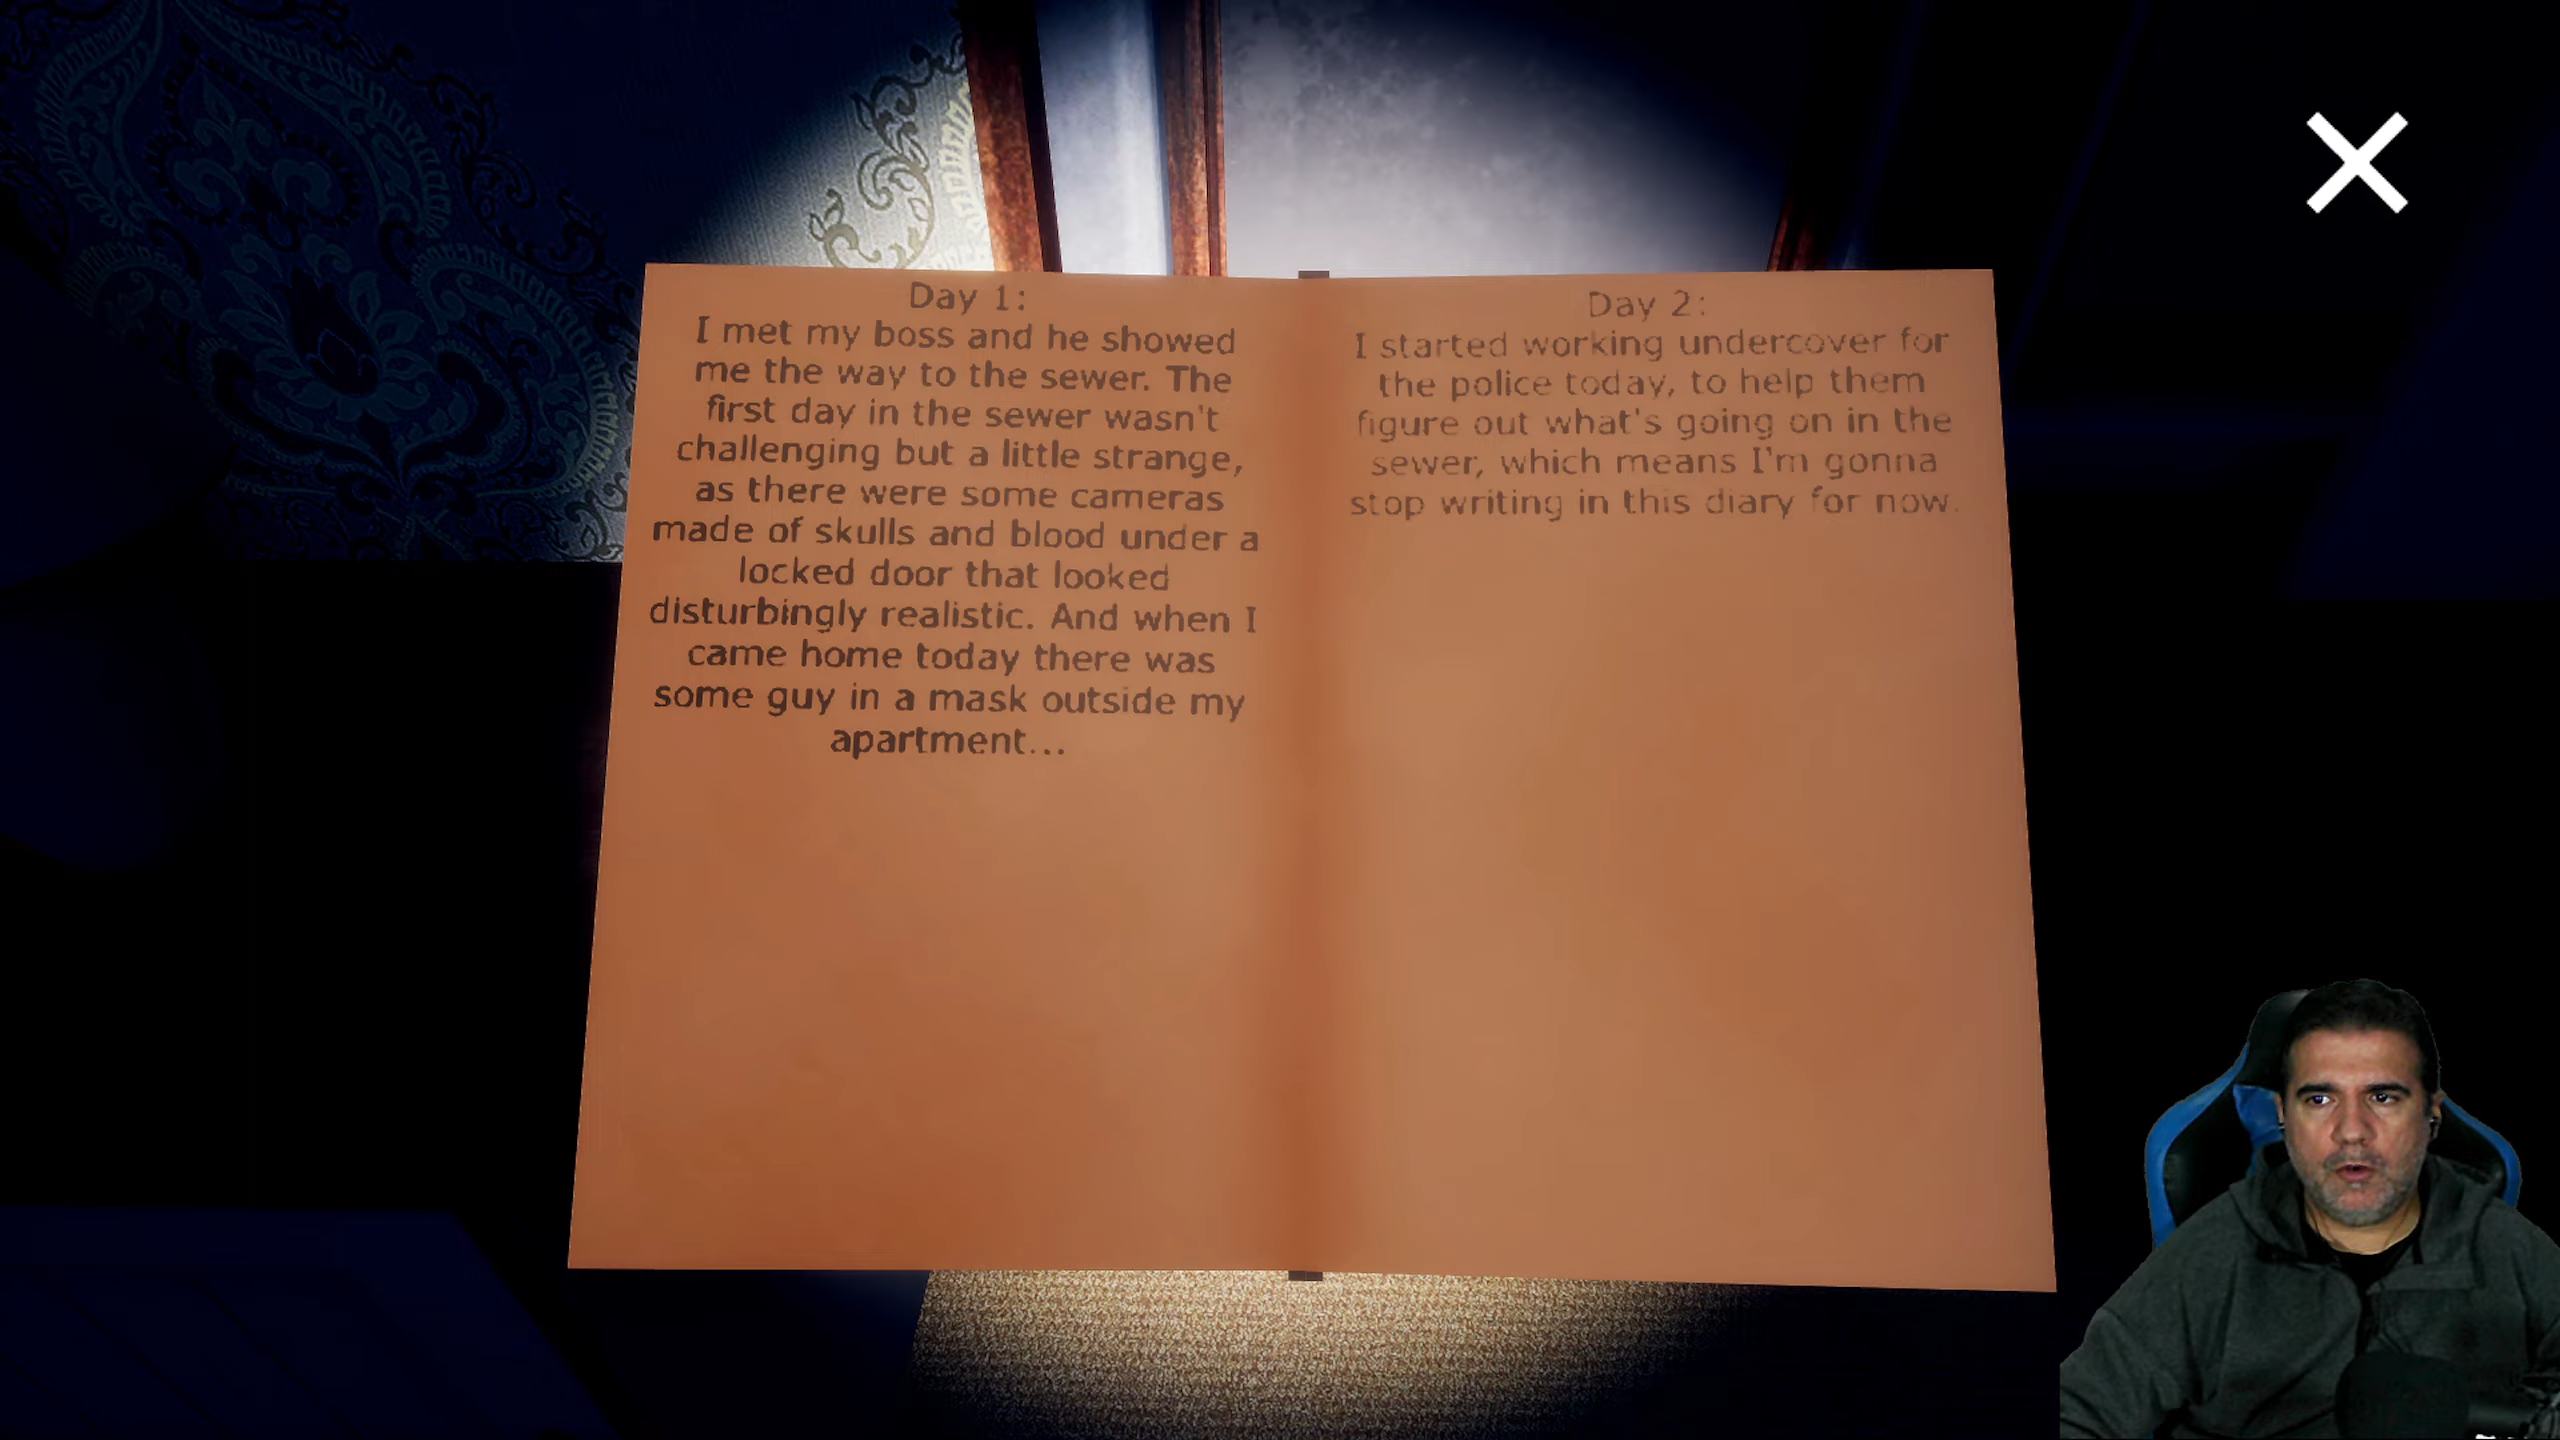 Day 1:
I met my boss and he showed
me the way to the sewer. The
first day in the sewer wasn't
challenging but a little strange,
as there were some cameras
made of skulls and blood under a
locked door that looked
disturbingly realistic. And when I
came home today there was
some guy in a mask outside my
apartment...
Day 2:
I started working undercover for
the police today, to help them
figure out what's going on in the
sewer, which means I'm gonna
stop writing in this diary for now.